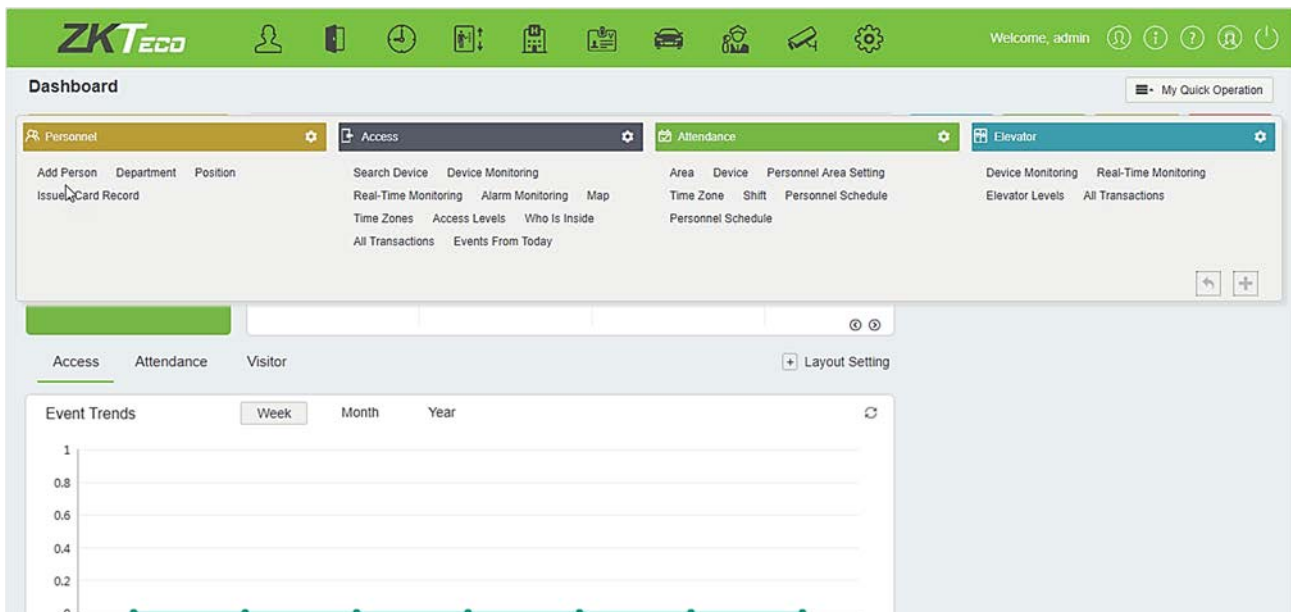 ZKTECO
Welcome, admin
Dashboard
My Quick Operation
Personnel
Add Person Department Position
Issued Card Record
Access
Search Device Device Monitoring
Real-Time Monitoring Alarm Monitoring Map
Time Zones Access Levels Who Is Inside
All Transactions Events From Today
Attendance
Area Device Personnel Area Setting
Time Zone Shift Personnel Schedule
Personnel Schedule
Elevator
Device Monitoring Real-Time Monitoring
Elevator Levels All Transactions
Access Attendance Visitor
+ Layout Setting
Event Trends Week Month Year
1
0.8
0.6
0.4
0.2
0